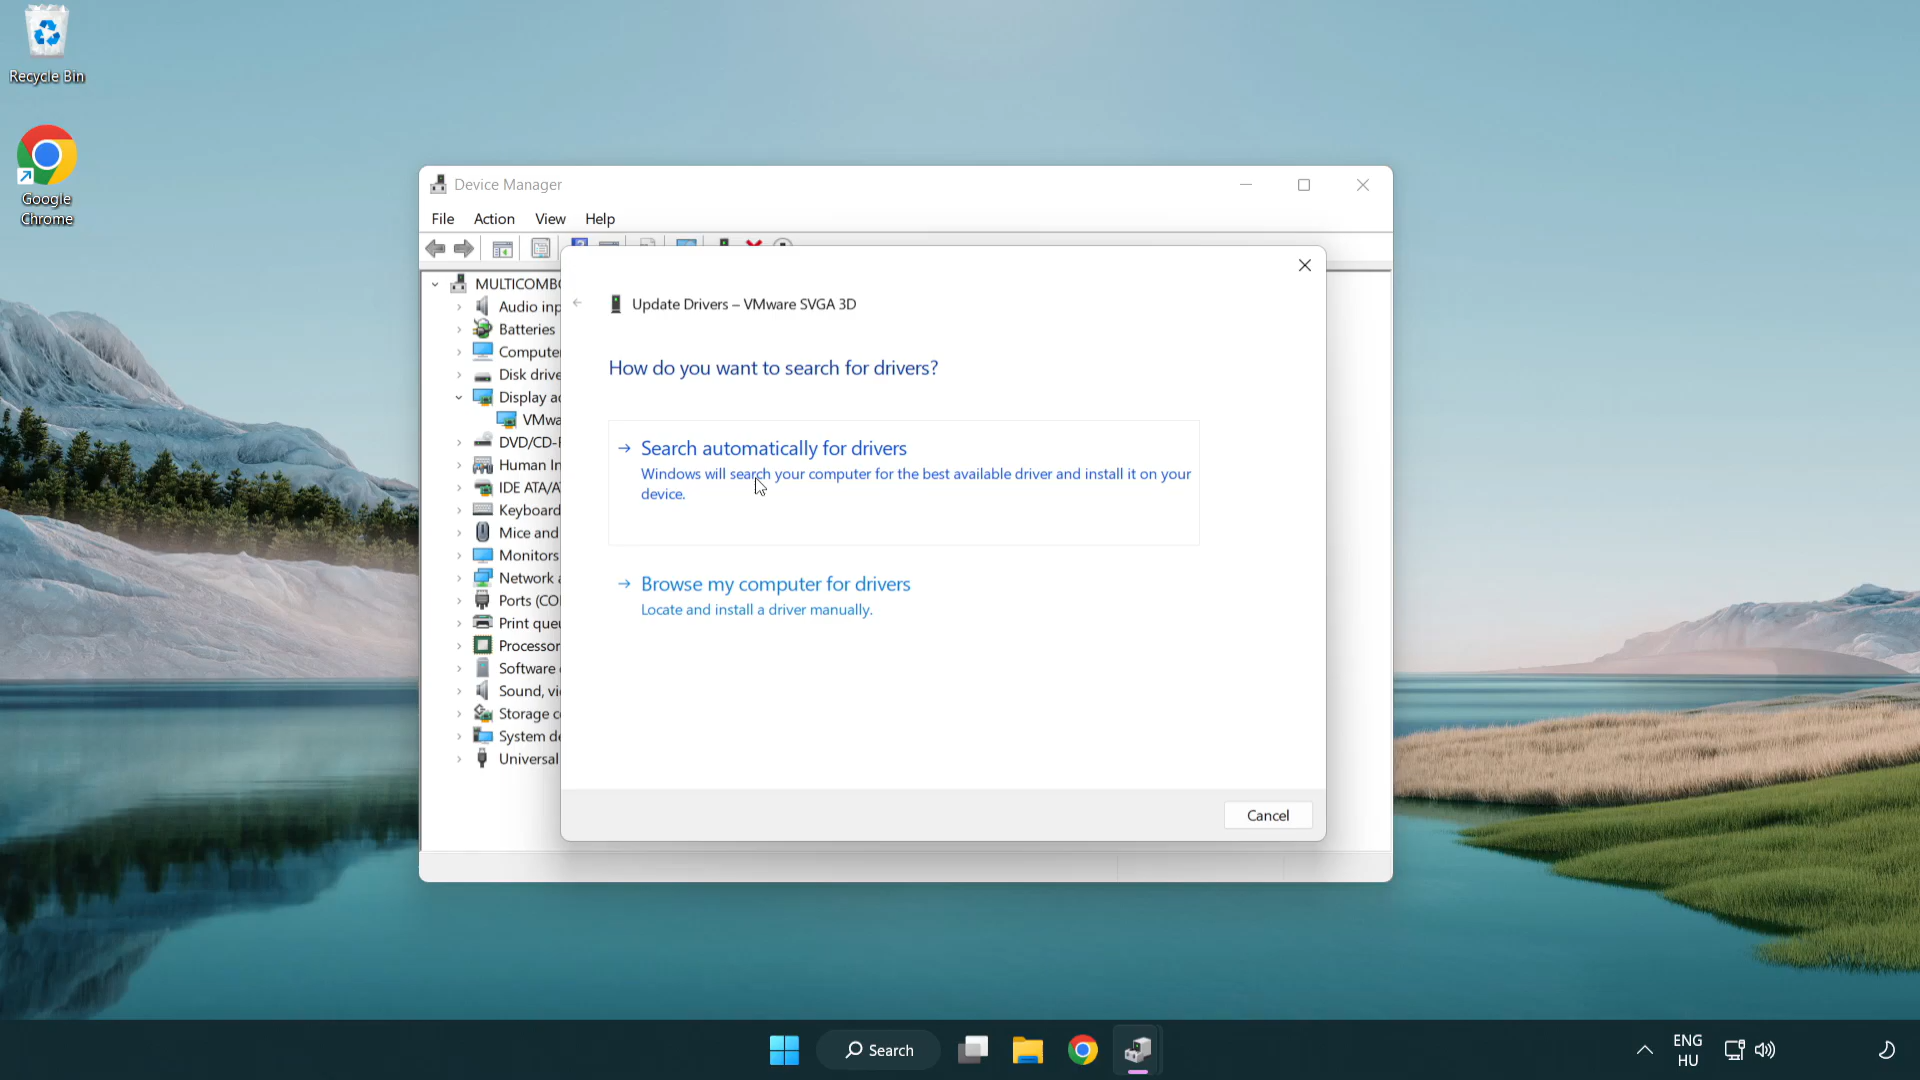 Recycle Bin
Google
Chrome
Device Manager
File Action View Help
MULTICOMBO
Audio inp
Batteries
Compute
Disk drive
Display a
VMwa
DVD/CD-
Human In
IDE ATA/A
Keyboard
Mice and
Monitors
Network a
Ports (CO
Print queu
Processor
Software
Sound, vi
Storage c
System de
Universal
Update Drivers – VMware SVGA 3D
How do you want to search for drivers?
Search automatically for drivers
Windows will search your computer for the best available driver and install it on your
device.
Browse my computer for drivers
Locate and install a driver manually.
Cancel
Search
ENG
HU